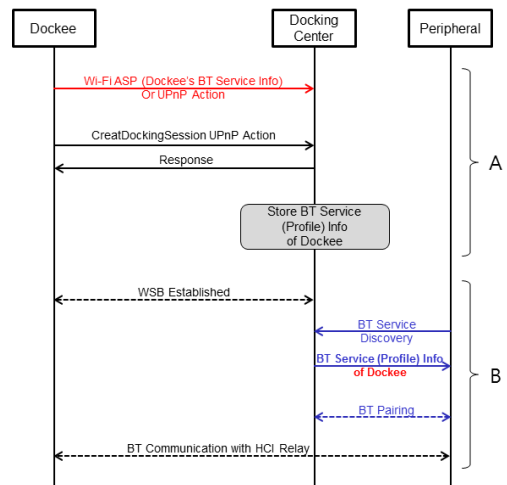 Dockee
Docking
Center
Peripheral
Wi-Fi ASP (Dockee's BT Service Info)
Or UPnP Action
CreatDockingSession UPnP Action
Response
A
Store BT Service
(Profile) Info
of Dockee
WSB Established
BT Service
Discovery
BT Service (Profile) Info
of Dockee
B
BT Pairing
BT Communication with HCI Relay